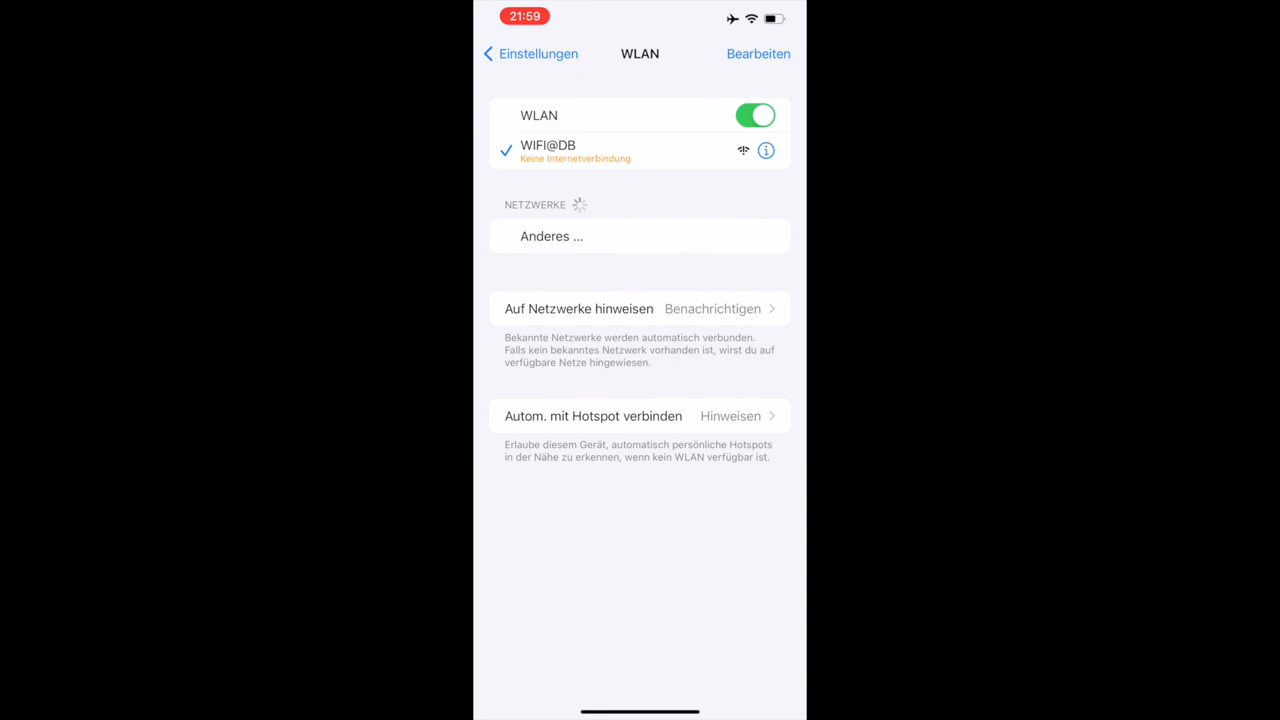 21:59
Einstellungen
WLAN
Bearbeiten
WLAN
WIFI@DB
Keine Internetverbindung
NETZWERKE
Anderes ...
Auf Netzwerke hinweisen Benachrichtigen
Bekannte Netzwerke werden automatisch verbunden.
Falls kein bekanntes Netzwerk vorhanden ist, wirst du auf
verfügbare Netze hingewiesen.
Autom. mit Hotspot verbinden Hinweisen
Erlaube diesem Gerät, automatisch persönliche Hotspots
in der Nähe zu erkennen, wenn kein WLAN verfügbar ist.